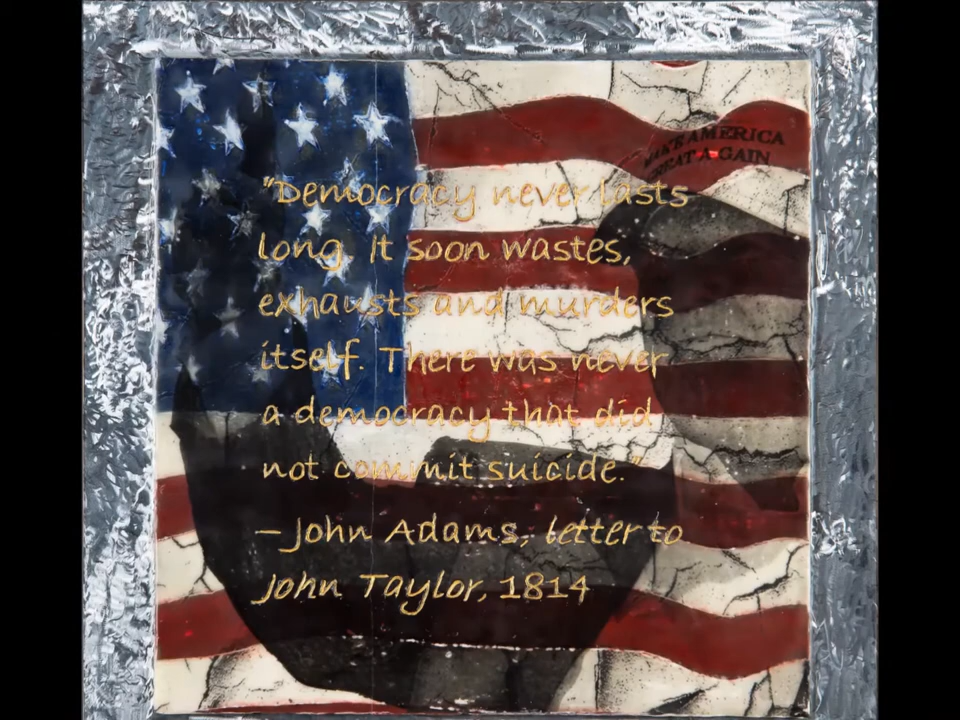 MAKE AMERICA
GREAT AGAIN
"Democracy never lasts
long. It soon wastes,
exhausts and murders
itself. There was never
a democracy that did
not commit suicide."
—John Adams, letter to
John Taylor, 1814